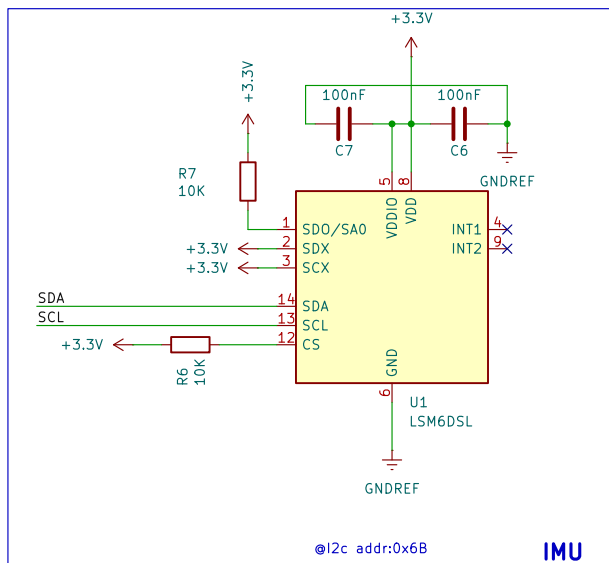 +3.3V
+3.3V
100nF
100nF
C7
C6
R7
10K
GNDREF
5
8
VDDIO
VDD
1
SDO/SA0
INT1
4
+3.3V
2
SDX
INT2
9
+3.3V
3
SCX
SDA
14
SDA
SCL
13
SCL
+3.3V
12
CS
R6
10K
GND
6
U1
LSM6DSL
GNDREF
@I2c addr:0x6B
IMU